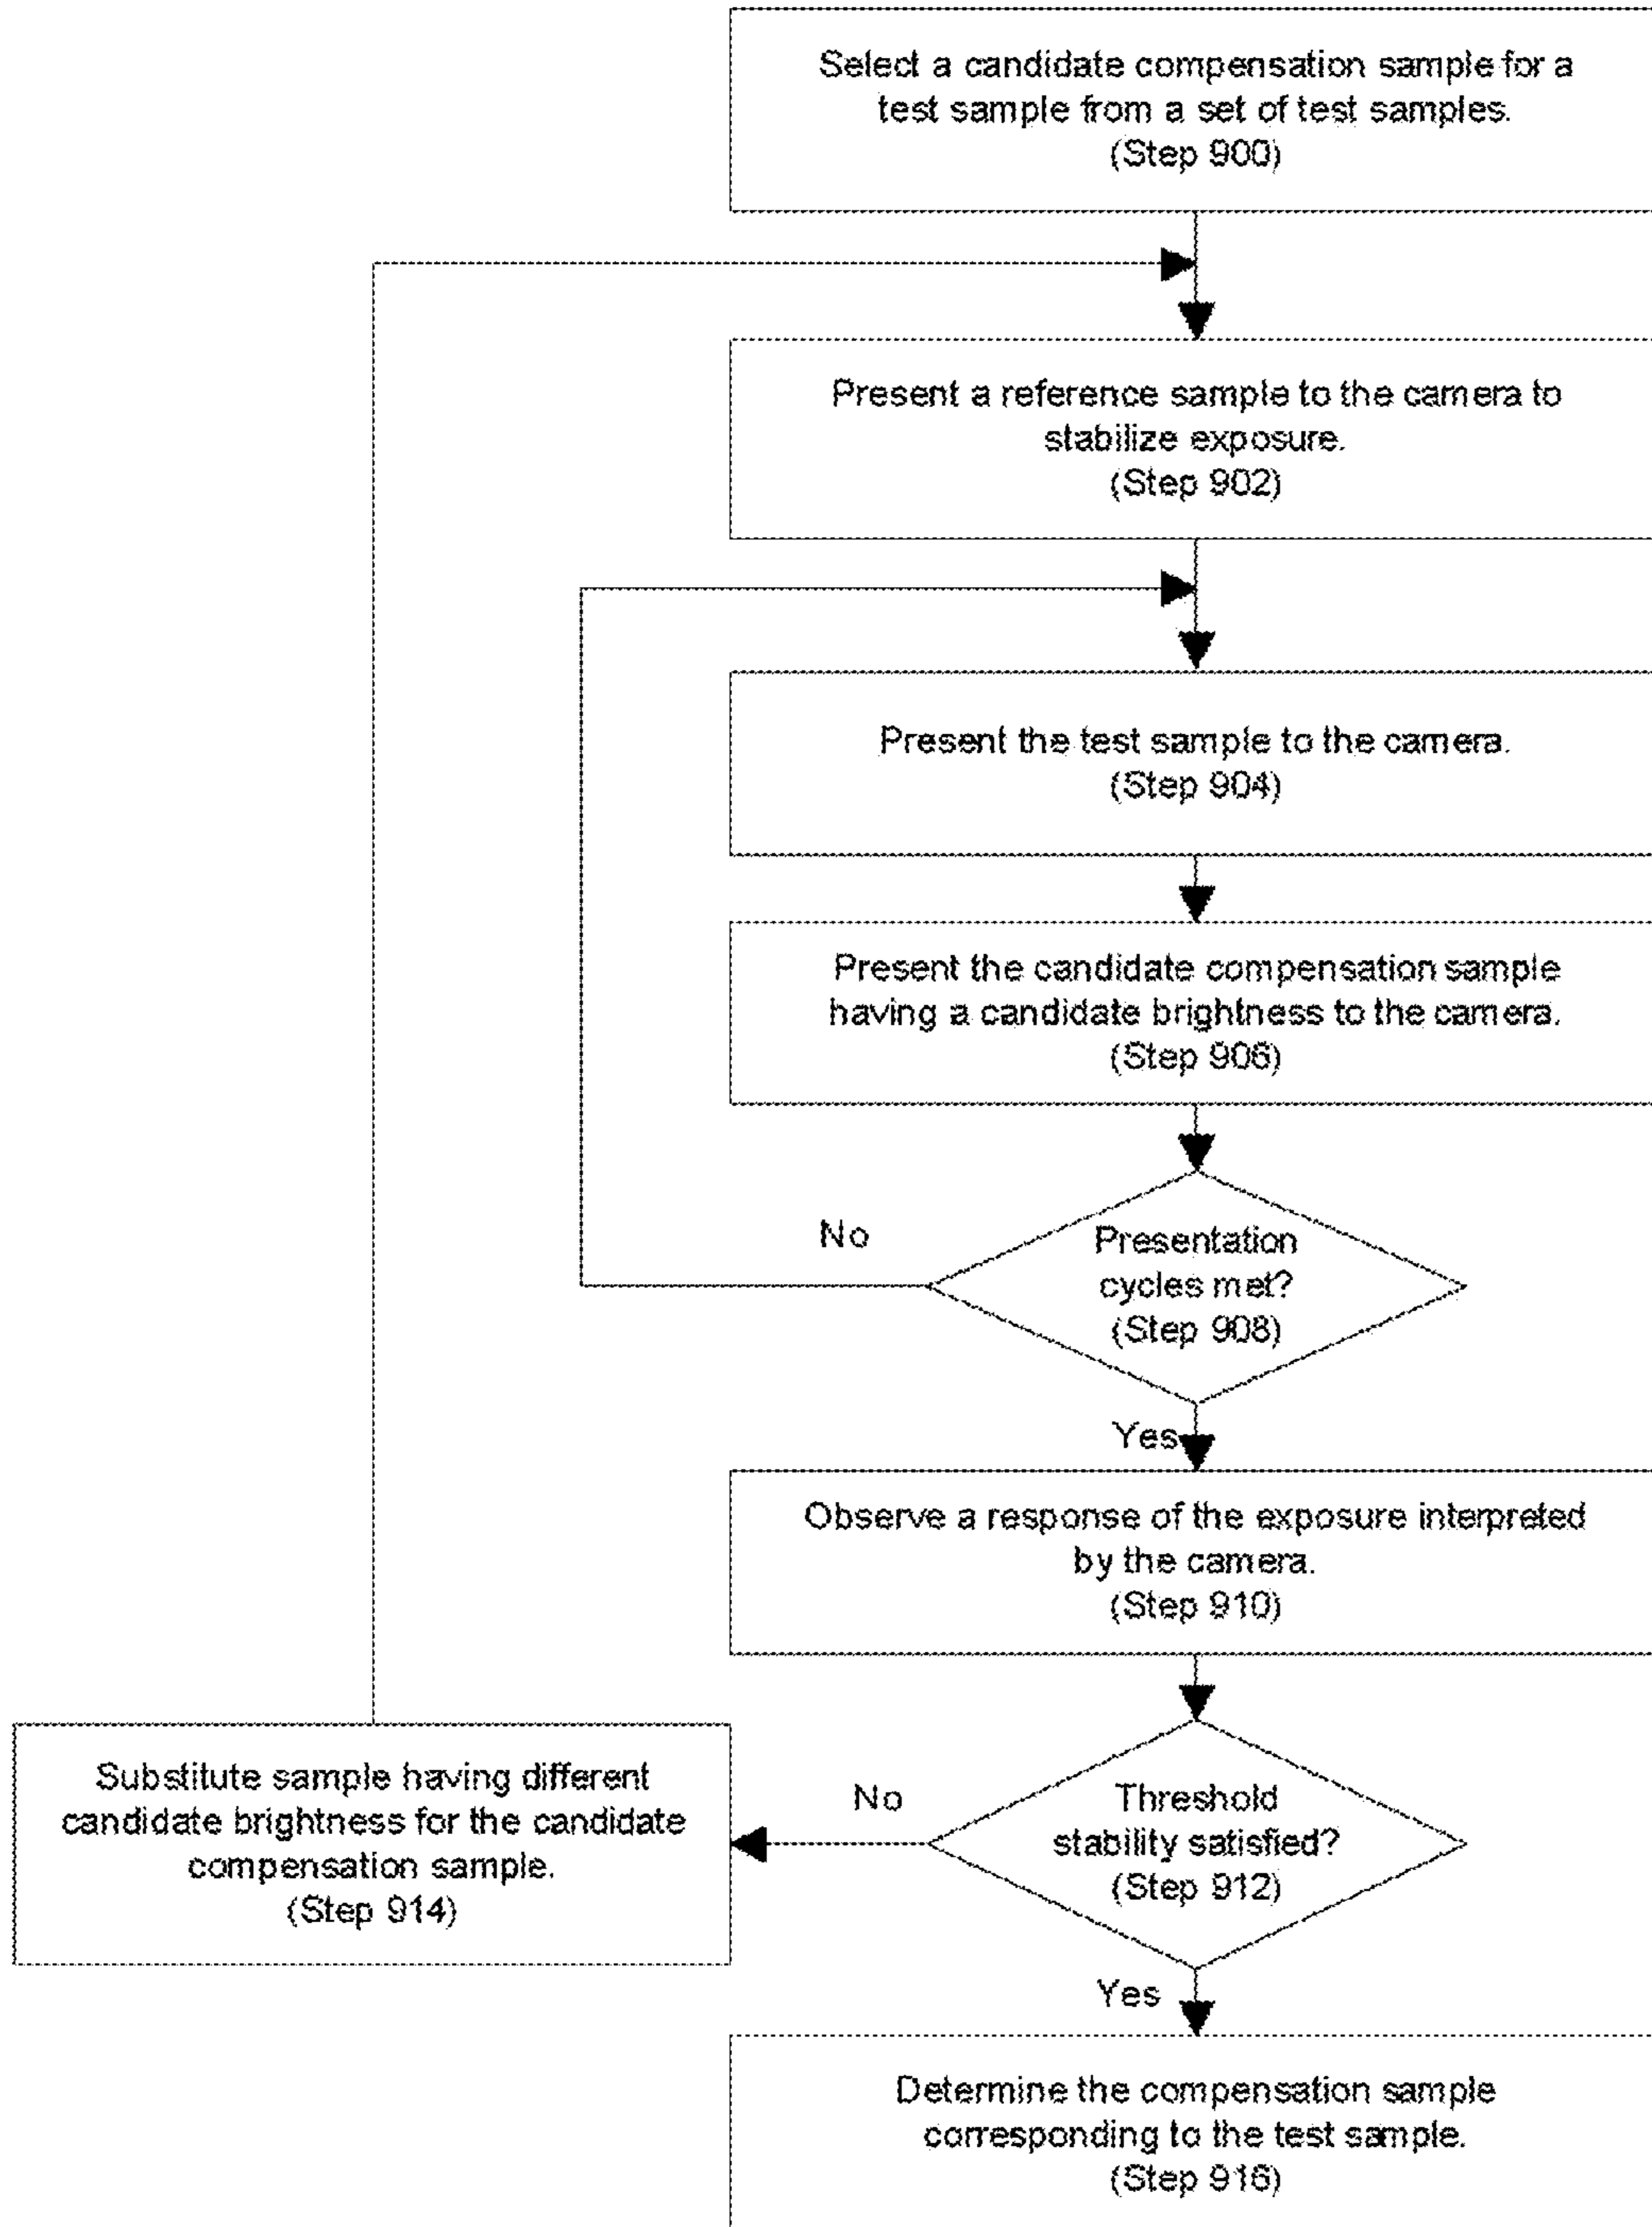 Select a candidate compensation sample for a
test sample from a set of test samples.
(Step 900)
Present a reference sample to the camera to
stabilize exposure.
(Step 902)
Present the test sample to the camera.
(Step 904)
Present the candidate compensation sample
having a candidate brightness to the camera.
(Step 906)
No
Presentation
cycles met?
(Step 908)
Yes
Observe a response of the exposure interpreted
by the camera.
(Step 910)
Substitute sample having different
candidate brightness for the candidate
compensation sample.
(Step 914)
No
Threshold
stability satisfied?
(Step 912)
Yes
Determine the compensation sample
corresponding to the test sample.
(Step 916)